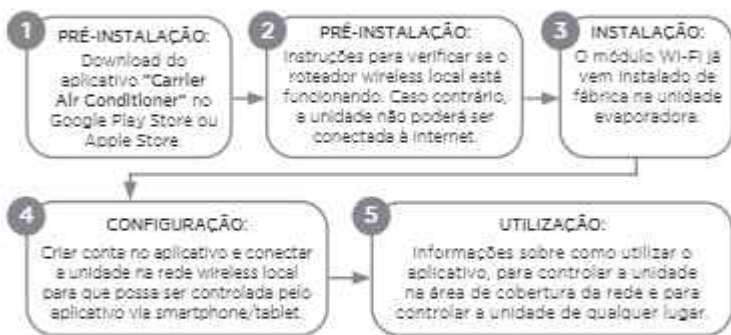 1
PRÉ-INSTALAÇÃO:
Download do
aplicativo "Carrier
Air Conditioner" no
Google Play Store ou
Apple Store.
2
PRÉ-INSTALAÇÃO:
Instruções para verificar se o
roteador wireless local está
funcionando. Caso contrário,
a unidade não poderá ser
conectada à Internet.
3
INSTALAÇÃO:
O módulo Wi-Fi já
vem instalado de
fábrica na unidade
evaporadora.
4
CONFIGURAÇÃO:
Criar conta no aplicativo e conectar
a unidade na rede wireless local
para que possa ser controlada pelo
aplicativo via smartphone/tablet.
5
UTILIZAÇÃO:
Informações sobre como utilizar o
aplicativo, para controlar a unidade
na área de cobertura da rede e para
controlar a unidade de qualquer lugar.